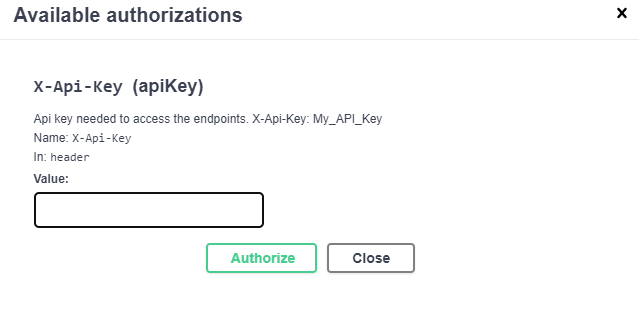 Available authorizations
X-Api-Key (apiKey)
Api key needed to access the endpoints. X-Api-Key: My_API_Key
Name: X-Api-Key
In: header
Value:
Authorize Close